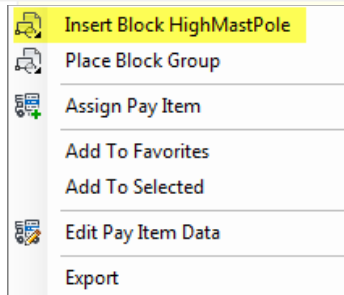 Insert Block HighMastPole
Place Block Group
Assign Pay Item
Add To Favorites
Add To Selected
Edit Pay Item Data
Export